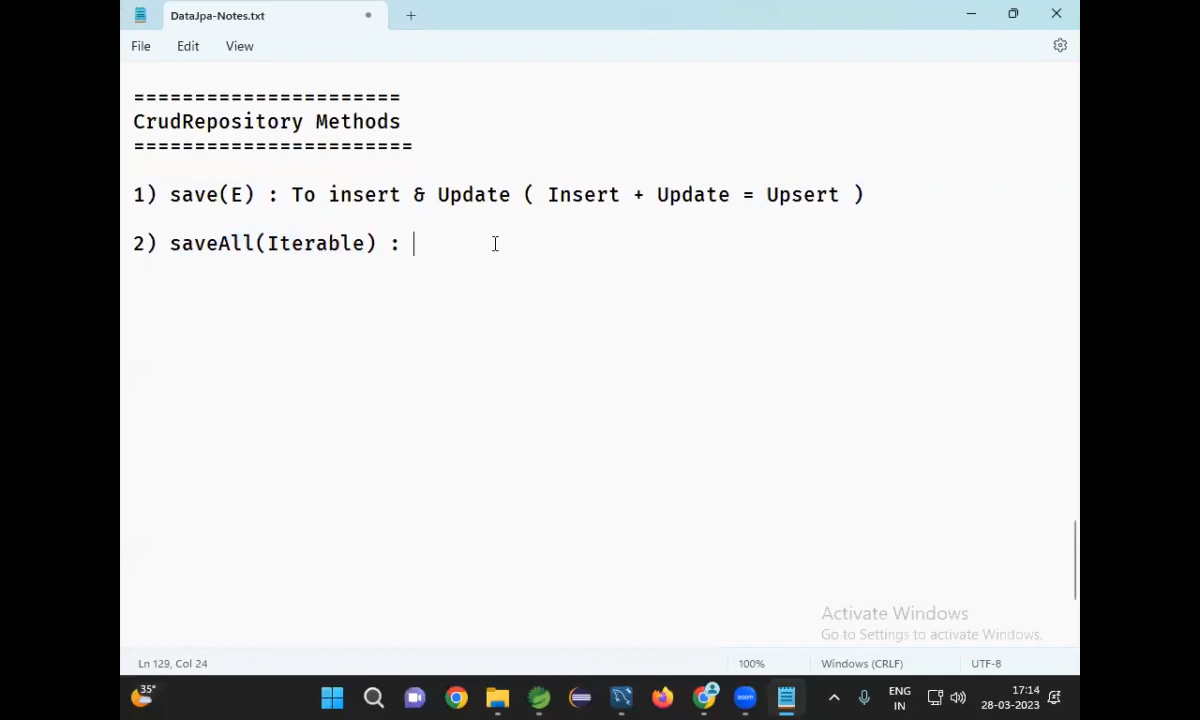 DataJpa-Notes.txt
File Edit View
======================
CrudRepository Methods
=======================
1) save(E) : To insert & Update ( Insert + Update = Upsert )
2) saveAll(Iterable) :
Activate Windows
Go to Settings to activate Windows.
Ln 129, Col 24 100% Windows (CRLF) UTF-8
35°
ENG
IN
17:14
28-03-2023